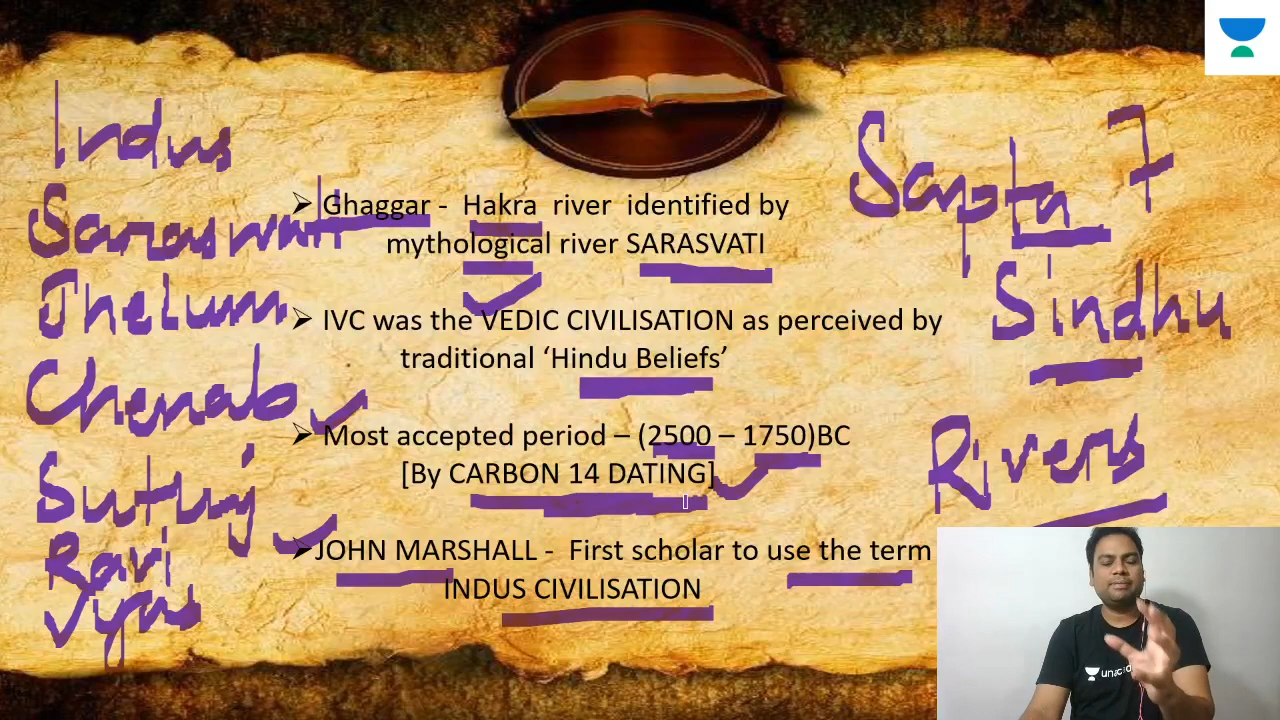 Indus
Saraswati
Jhelum
Chenab
Sutluj
Ravi
Vyas
➢ Ghaggar - Hakra river identified by
mythological river SARASVATI
➢ IVC was the VEDIC CIVILISATION as perceived by
traditional ‘Hindu Beliefs’
➢ Most accepted period – (2500 – 1750)BC
[By CARBON 14 DATING]
➢ JOHN MARSHALL - First scholar to use the term
INDUS CIVILISATION
Sapta 7
Sindhu
Rivers